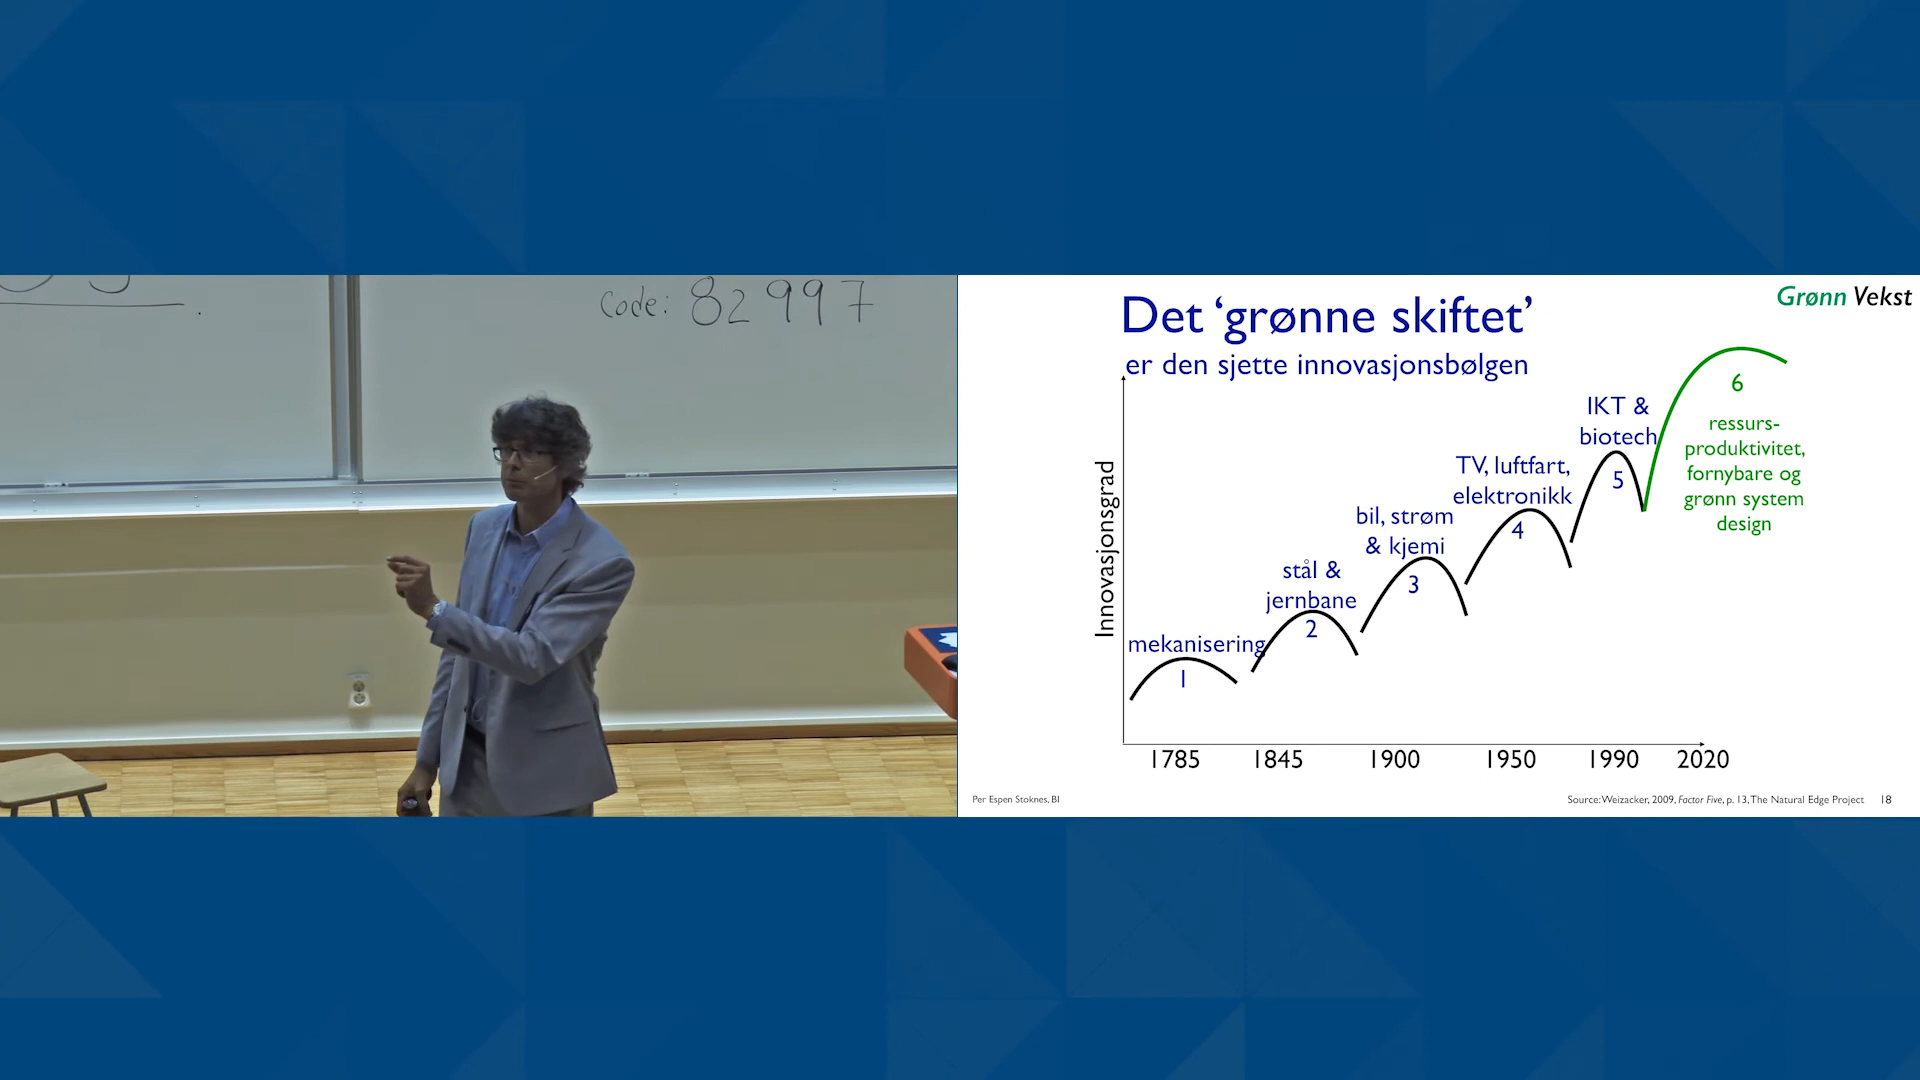 Code: 82997
Grønn Vekst
Det ‘grønne skiftet’
er den sjette innovasjonsbølgen
Innovasjonsgrad
mekanisering
1
stål &
jernbane
2
bil, strøm
& kjemi
3
TV, luftfart,
elektronikk
4
IKT &
biotech
5
6
ressurs-
produktivitet,
fornybare og
grønn system
design
1785 1845 1900 1950 1990 2020
Per Espen Stoknes, BI
Source: Weizacker, 2009, Factor Five, p. 13, The Natural Edge Project 18